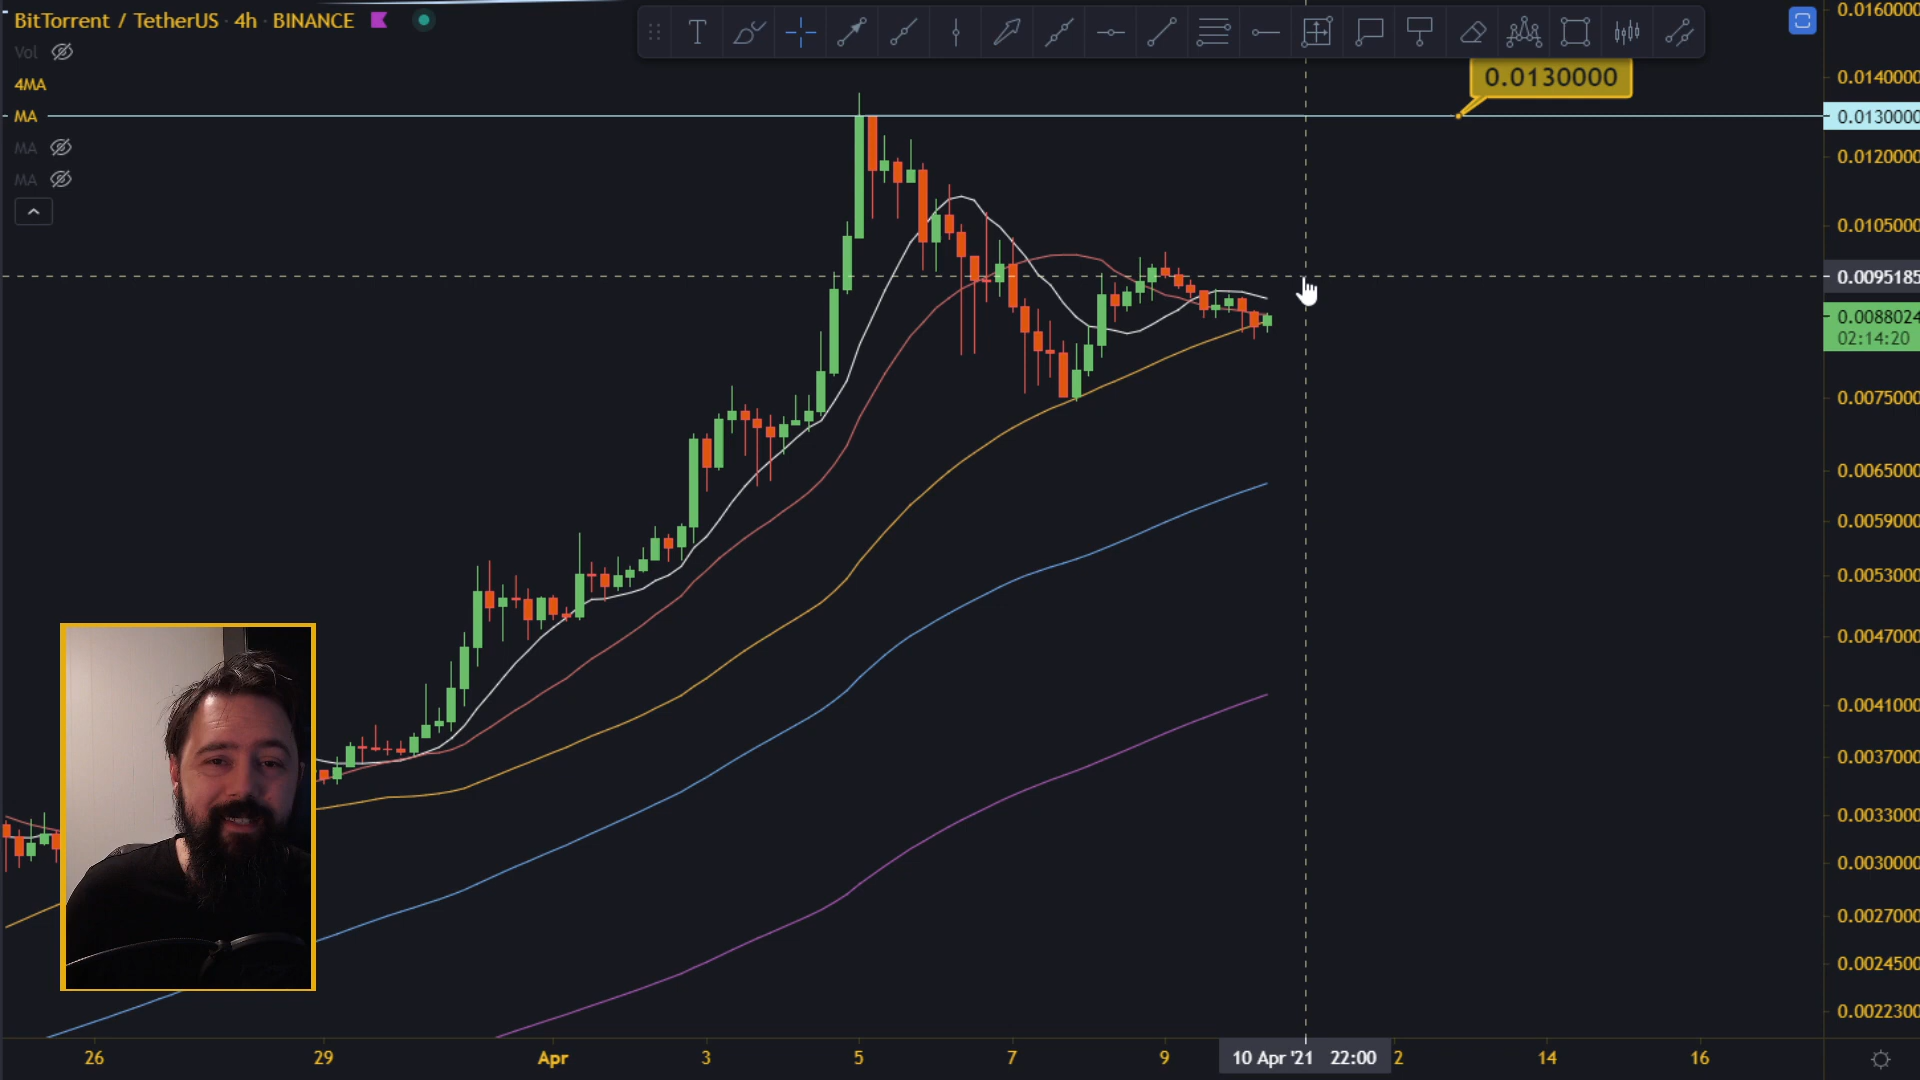 BitTorrent / TetherUS · 4h · BINANCE
Vol
4MA
MA
MA
MA
T
0.0130000
0.0160000
0.0140000
0.0130000
0.0120000
0.0105000
0.0095185
0.0088024
02:14:20
0.0075000
0.0065000
0.0059000
0.0053000
0.0047000
0.0041000
0.0037000
0.0033000
0.0030000
0.0027000
0.0024500
0.0022300
26 29 Apr 3 5 7 9 10 Apr '21 22:00 2 14 16